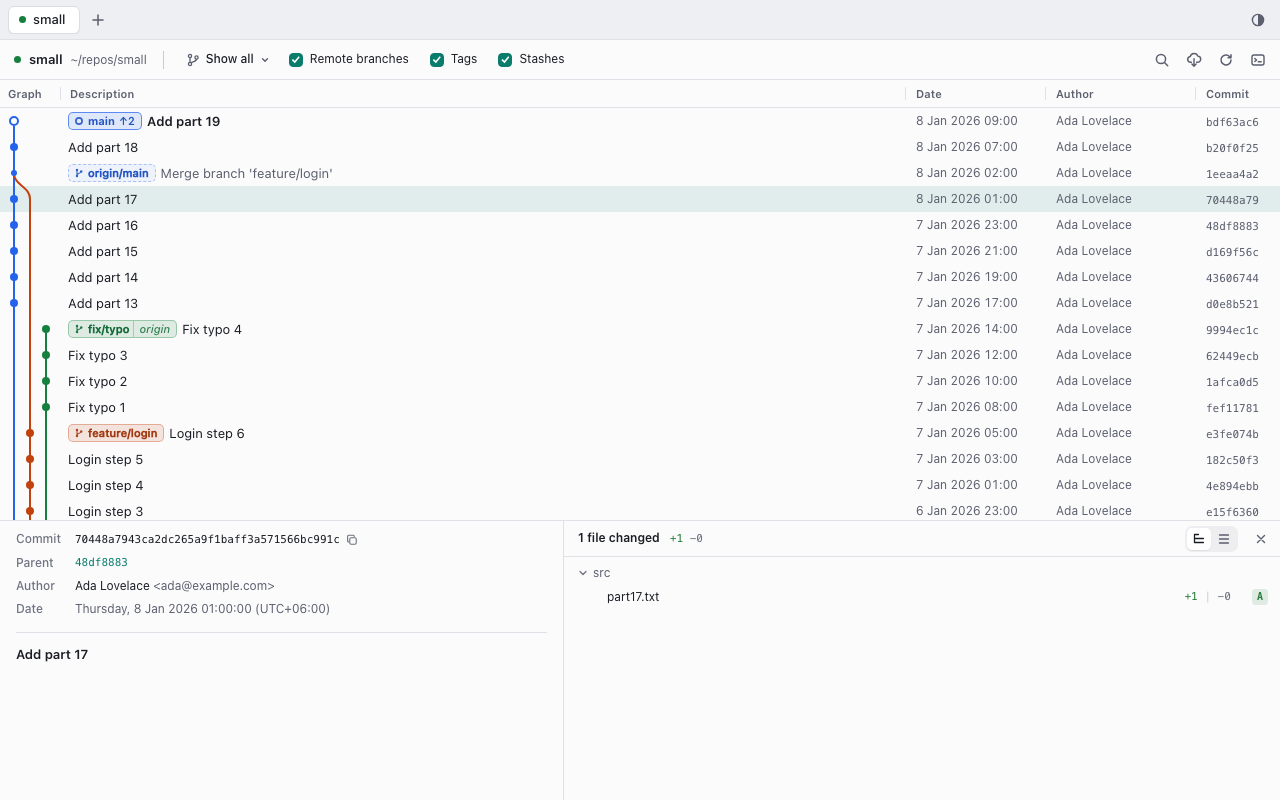 small
small ~/repos/small Show all Remote branches Tags Stashes
Graph Description Date Author Commit
main ↑2 Add part 19 8 Jan 2026 09:00 Ada Lovelace bdf63ac6
Add part 18 8 Jan 2026 07:00 Ada Lovelace b20f0f25
origin/main Merge branch 'feature/login' 8 Jan 2026 02:00 Ada Lovelace 1eeaa4a2
Add part 17 8 Jan 2026 01:00 Ada Lovelace 70448a79
Add part 16 7 Jan 2026 23:00 Ada Lovelace 48df8883
Add part 15 7 Jan 2026 21:00 Ada Lovelace d169f56c
Add part 14 7 Jan 2026 19:00 Ada Lovelace 43606744
Add part 13 7 Jan 2026 17:00 Ada Lovelace d0e8b521
fix/typo origin Fix typo 4 7 Jan 2026 14:00 Ada Lovelace 9994ec1c
Fix typo 3 7 Jan 2026 12:00 Ada Lovelace 62449ecb
Fix typo 2 7 Jan 2026 10:00 Ada Lovelace 1afca0d5
Fix typo 1 7 Jan 2026 08:00 Ada Lovelace fef11781
feature/login Login step 6 7 Jan 2026 05:00 Ada Lovelace e3fe074b
Login step 5 7 Jan 2026 03:00 Ada Lovelace 182c50f3
Login step 4 7 Jan 2026 01:00 Ada Lovelace 4e894ebb
Login step 3 6 Jan 2026 23:00 Ada Lovelace e15f6360
Commit 70448a7943ca2dc265a9f1baff3a571566bc991c
Parent 48df8883
Author Ada Lovelace <ada@example.com>
Date Thursday, 8 Jan 2026 01:00:00 (UTC+06:00)
Add part 17
1 file changed +1 −0
src
part17.txt +1 | −0 A